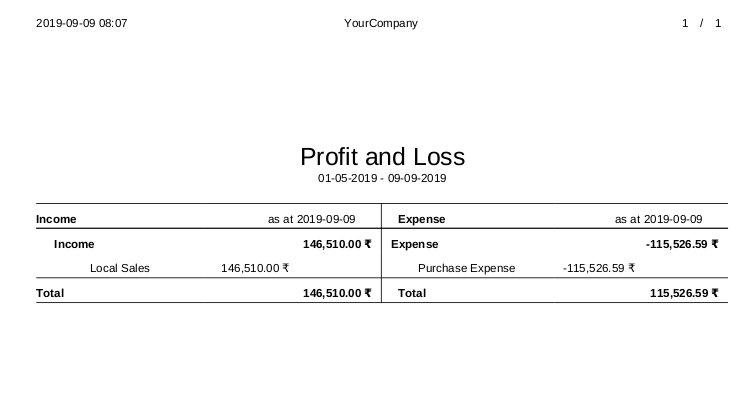 2019-09-09 08:07 YourCompany 1 / 1
Profit and Loss
01-05-2019 - 09-09-2019
Income as at 2019-09-09 Expense as at 2019-09-09
Income 146,510.00 ₹ Expense -115,526.59 ₹
Local Sales 146,510.00 ₹ Purchase Expense -115,526.59 ₹
Total 146,510.00 ₹ Total 115,526.59 ₹